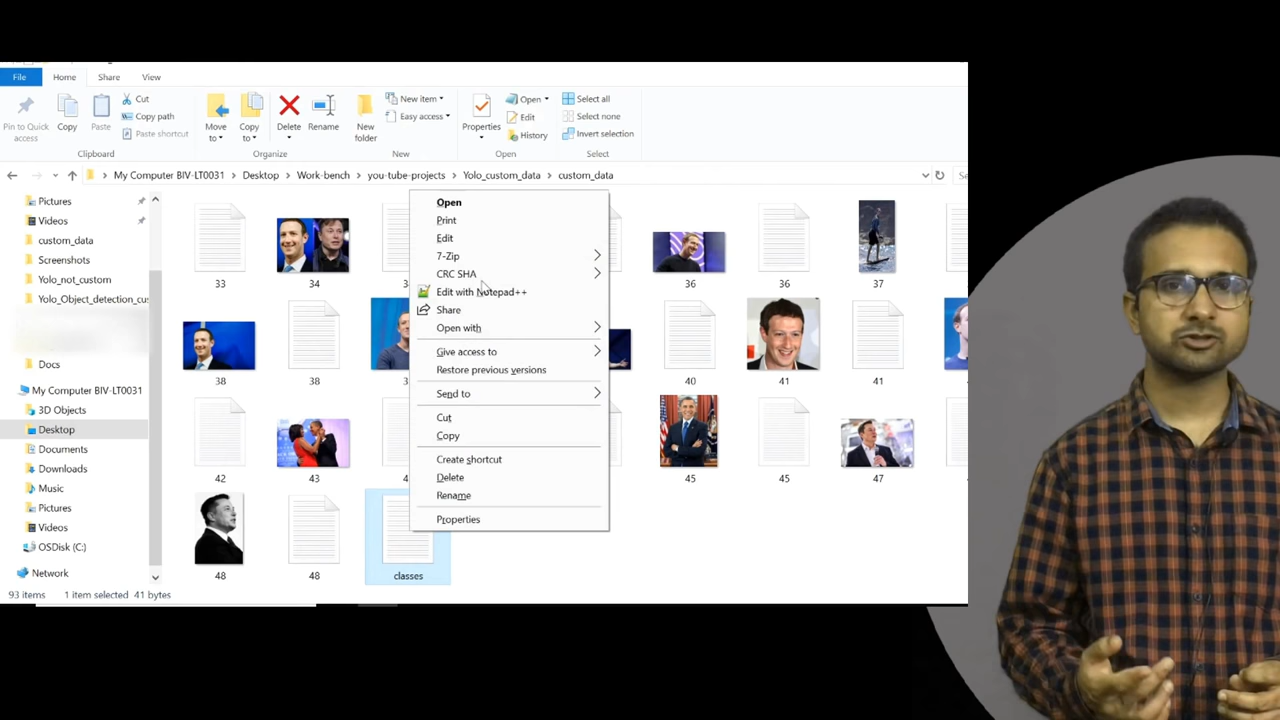 File Home Share View
Pin to Quick access
Copy
Paste
Cut
Copy path
Paste shortcut
Clipboard
Move to
Copy to
Delete
Rename
Organize
New folder
New item
Easy access
New
Properties
Open
Edit
History
Open
Select all
Select none
Invert selection
Select
My Computer BIV-LT0031 Desktop Work-bench you-tube-projects Yolo_custom_data custom_data
Pictures
Videos
custom_data
Screenshots
Yolo_not_custom
Yolo_Object_detection_cus
Docs
My Computer BIV-LT0031
3D Objects
Desktop
Documents
Downloads
Music
Pictures
Videos
OSDisk (C:)
Network
33 34 36 36 37
38 38 40 41 41
42 43 45 45 47
48 48 classes
Open
Print
Edit
7-Zip
CRC SHA
Edit with Notepad++
Share
Open with
Give access to
Restore previous versions
Send to
Cut
Copy
Create shortcut
Delete
Rename
Properties
93 items 1 item selected 41 bytes